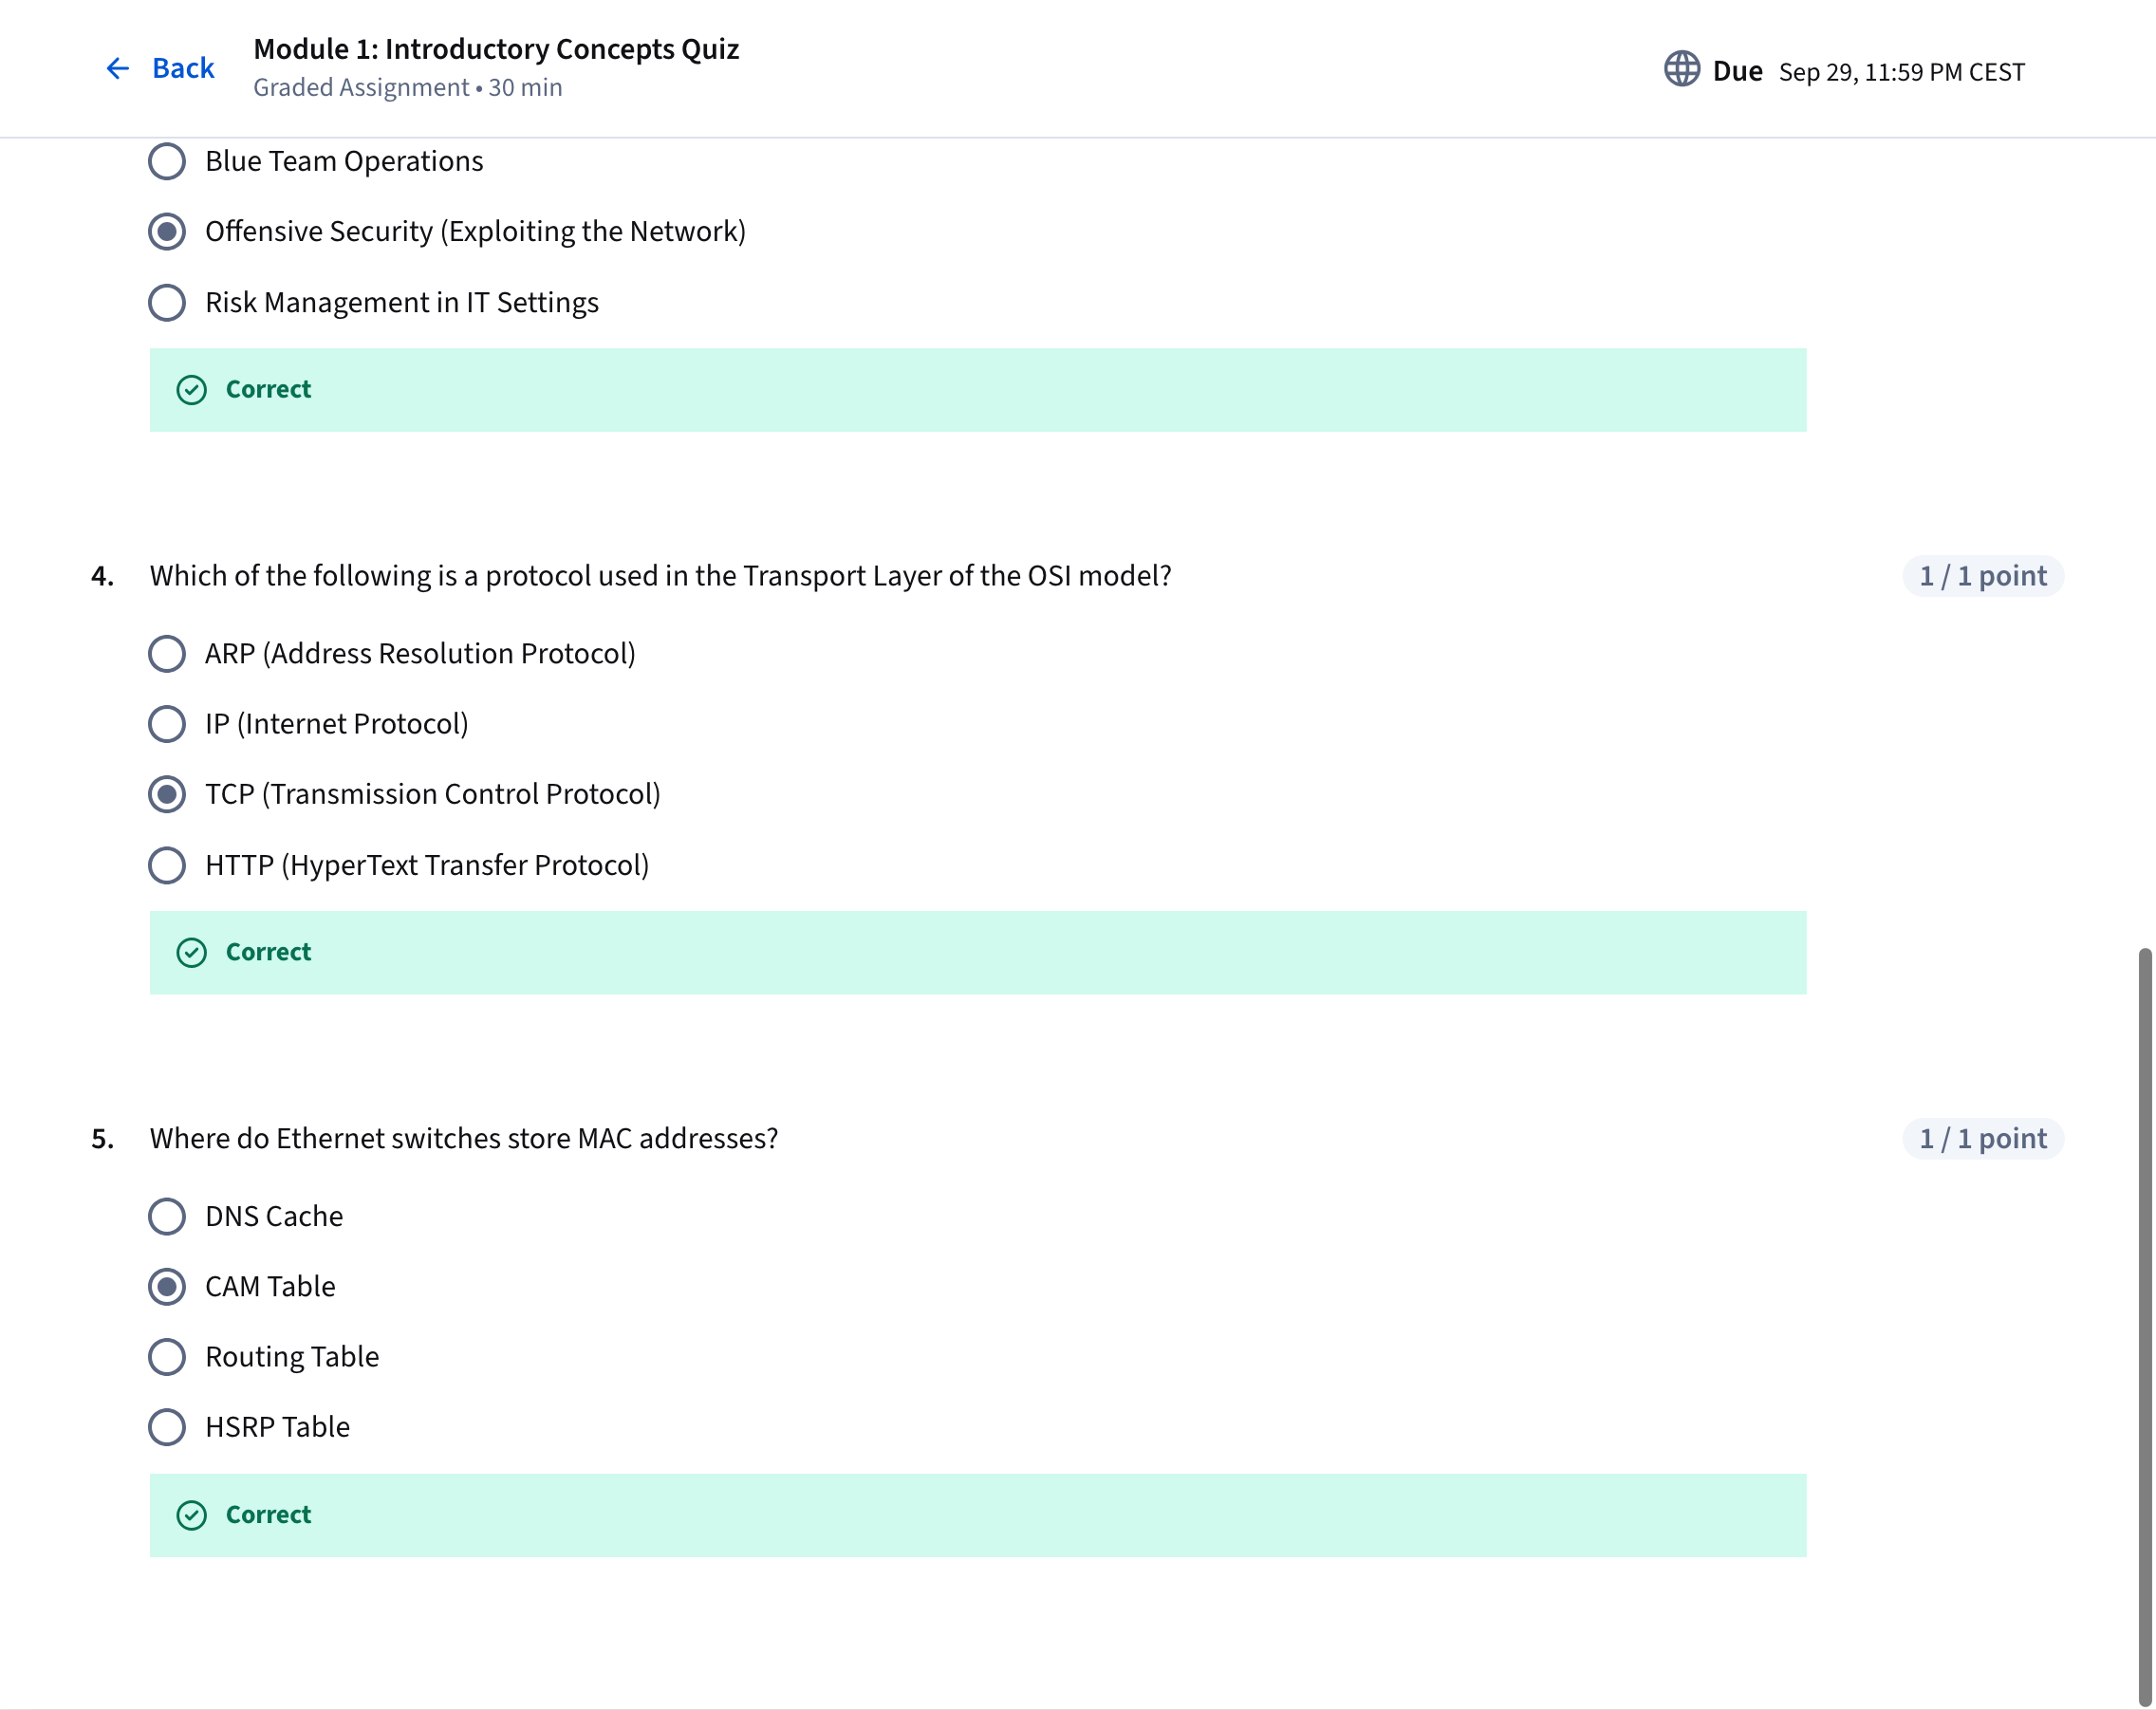 Back
Module 1: Introductory Concepts Quiz
Graded Assignment • 30 min
Due Sep 29, 11:59 PM CEST
Blue Team Operations
Offensive Security (Exploiting the Network)
Risk Management in IT Settings
Correct
4. Which of the following is a protocol used in the Transport Layer of the OSI model? 1 / 1 point
ARP (Address Resolution Protocol)
IP (Internet Protocol)
TCP (Transmission Control Protocol)
HTTP (HyperText Transfer Protocol)
Correct
5. Where do Ethernet switches store MAC addresses? 1 / 1 point
DNS Cache
CAM Table
Routing Table
HSRP Table
Correct